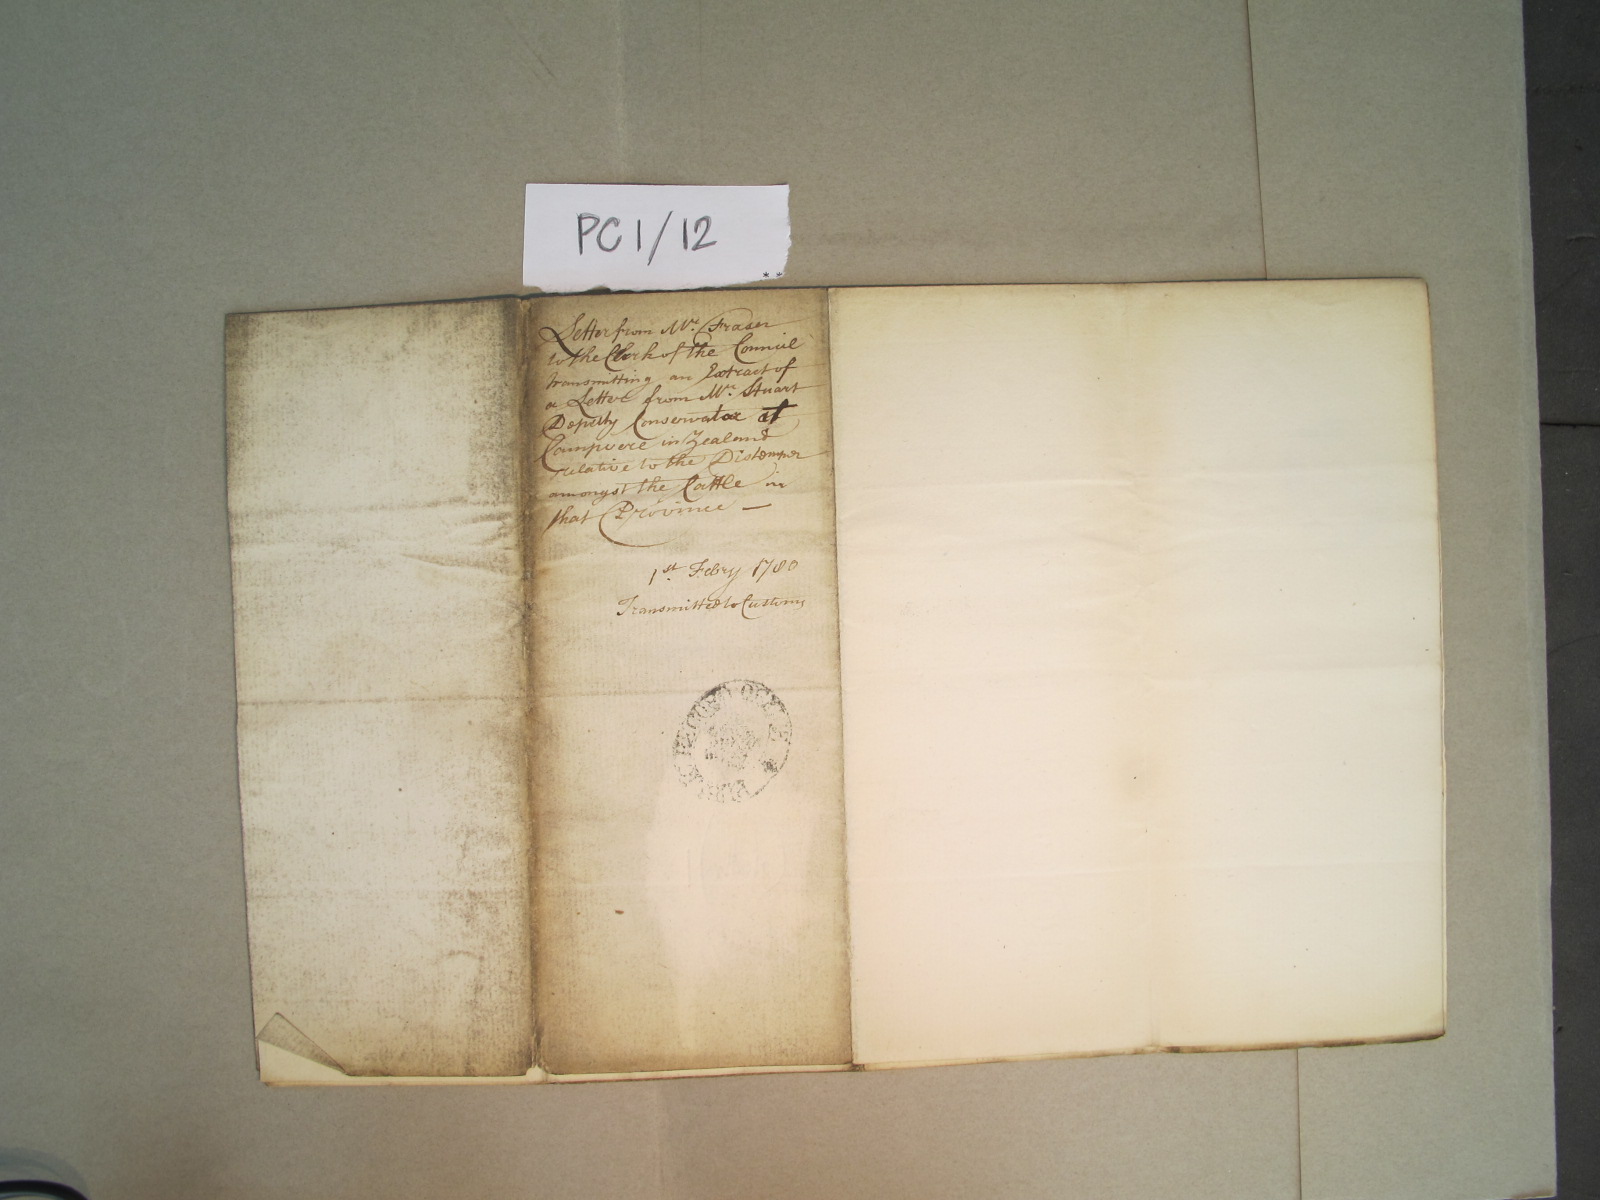 PC1/12
Letter from Mr. Fraser
to the Clerk of the Council
transmitting an Extract of
a Letter from Mr. Stuart
Deputy Conservator at
Campvere in Zealand
relative to the Distemper
amongst the Cattle in
that Province —
1st. Febry 1780
Transmitted to Customs